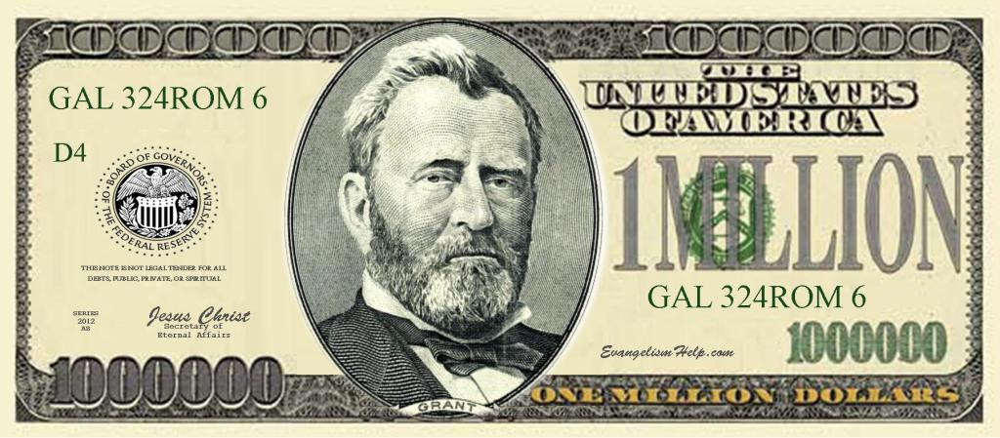 1000000
1000000
GAL 324ROM 6
THE
UNITED STATES
OF AMERICA
D4
BOARD OF GOVERNORS
OF THE FEDERAL RESERVE SYSTEM
1 MILLION
THIS NOTE IS NOT LEGAL TENDER FOR ALL
DEBTS, PUBLIC, PRIVATE, OR SPIRITUAL
GAL 324ROM 6
SERIES
2012
A8
Jesus Christ
Secretary of
Eternal Affairs
EvangelismHelp.com
1000000
1000000
GRANT
ONE MILLION DOLLARS